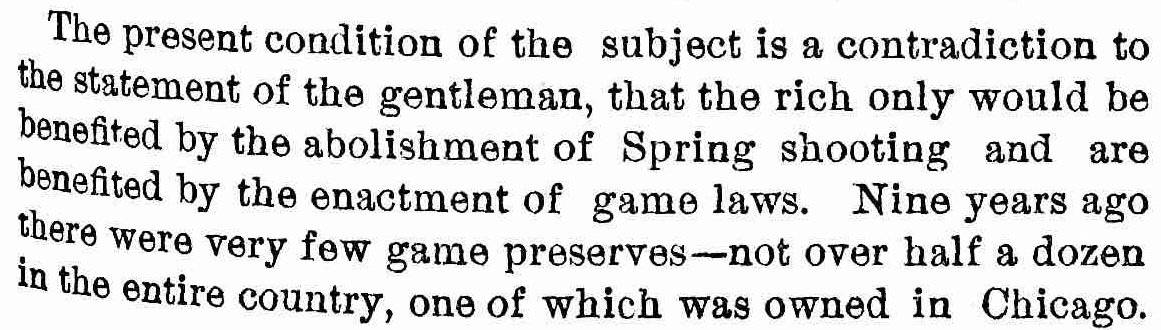 The present condition of the subject is a contradiction to
the statement of the gentleman, that the rich only would be
benefited by the abolishment of Spring shooting and are
benefited by the enactment of game laws. Nine years ago
there were very few game preserves—not over half a dozen
in the entire country, one of which was owned in Chicago.